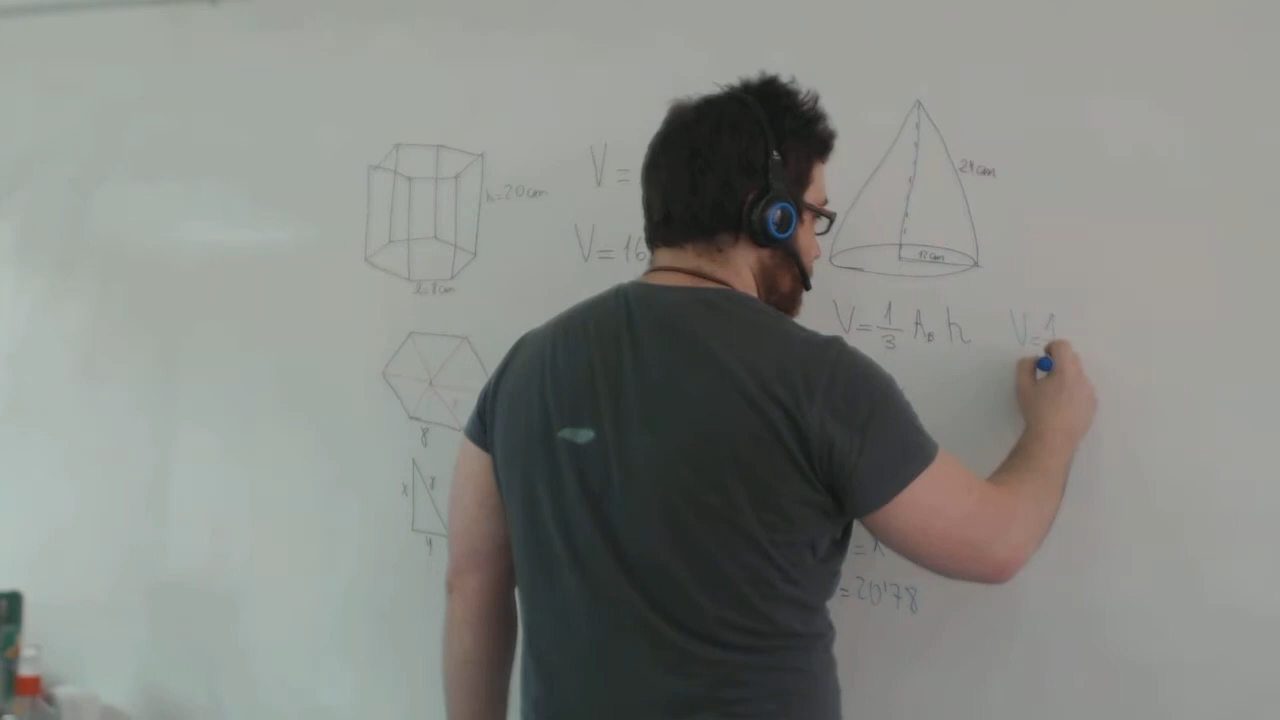 h=20cm
l=8cm
V=
V=16
8
x 8
4
24cm
12cm
V=1/3 A_B h
V=1
=20'78